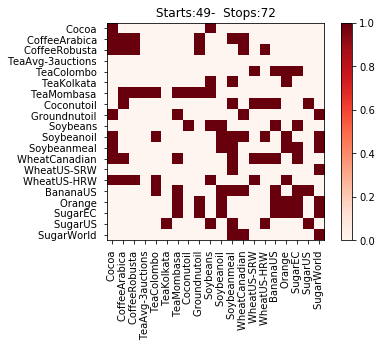 Starts:49- Stops:72
Cocoa
CoffeeArabica
CoffeeRobusta
TeaAvg-3auctions
TeaColombo
TeaKolkata
TeaMombasa
Coconutoil
Groundnutoil
Soybeans
Soybeanoil
Soybeanmeal
WheatCanadian
WheatUS-SRW
WheatUS-HRW
BananaUS
Orange
SugarEC
SugarUS
SugarWorld
Cocoa
CoffeeArabica
CoffeeRobusta
TeaAvg-3auctions
TeaColombo
TeaKolkata
TeaMombasa
Coconutoil
Groundnutoil
Soybeans
Soybeanoil
Soybeanmeal
WheatCanadian
WheatUS-SRW
WheatUS-HRW
BananaUS
Orange
SugarEC
SugarUS
SugarWorld
1.0
0.8
0.6
0.4
0.2
0.0